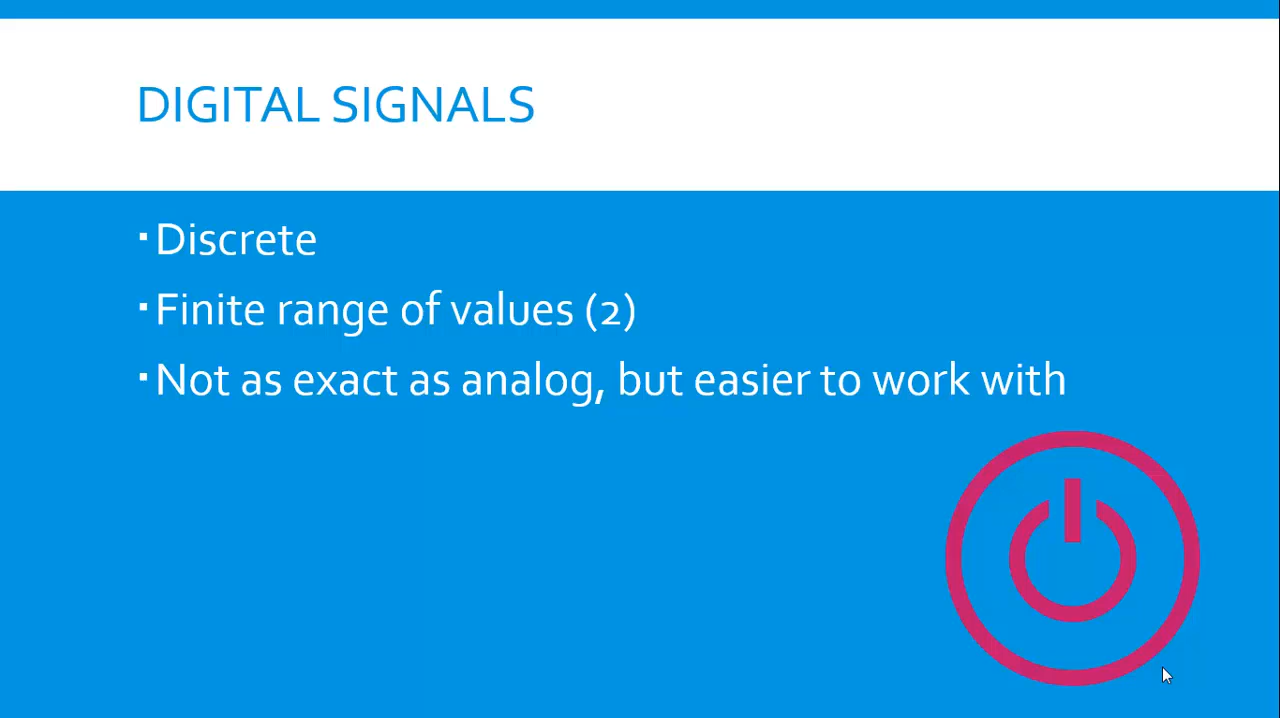 DIGITAL SIGNALS
▪Discrete
▪Finite range of values (2)
▪Not as exact as analog, but easier to work with